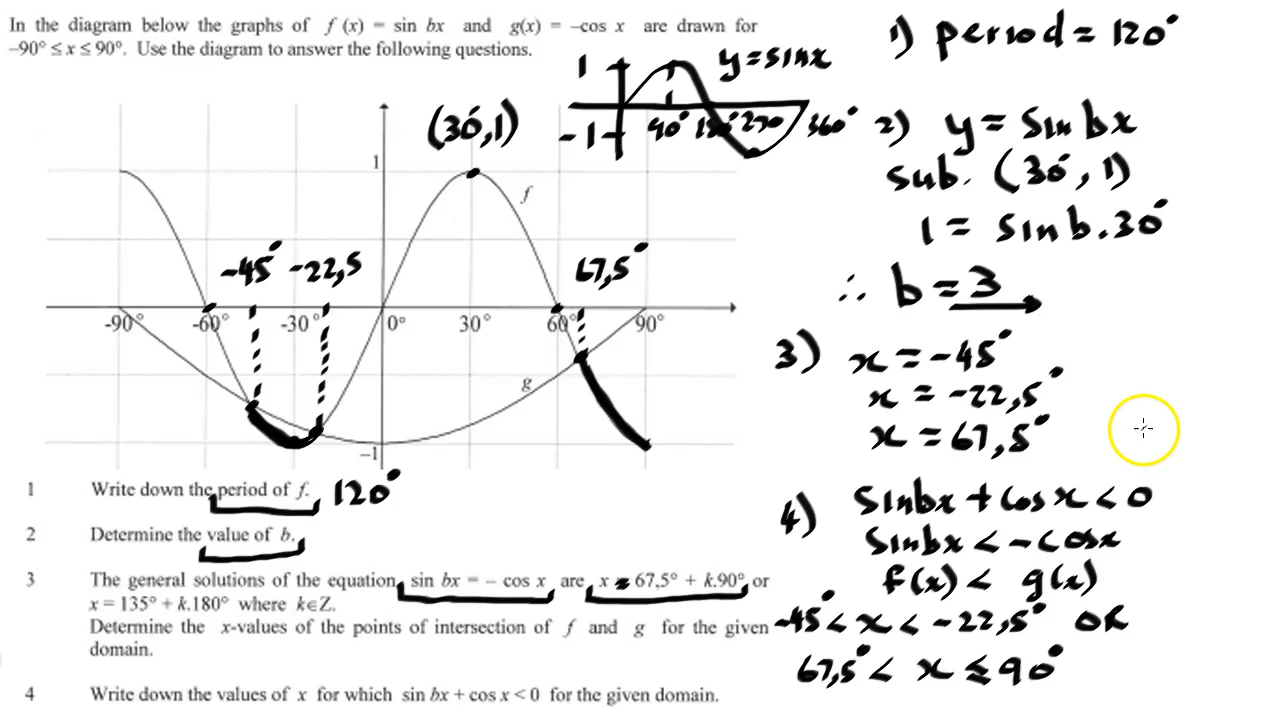 In the diagram below the graphs of f (x) = sin bx and g(x) = −cos x are drawn for
−90° ≤ x ≤ 90°. Use the diagram to answer the following questions.
1) period = 120°
1
y=sinx
-1
90° 180° 270 360°
(30°,1)
2) y = sin bx
sub. (30°, 1)
1 = sin b.30°
∴ b = 3
1
f
-45° -22,5
67,5°
-90° -60° -30° 0° 30° 60° 90°
g
−1
3) x = -45°
x = -22,5°
x = 67,5°
1 Write down the period of f. 120°
2 Determine the value of b.
3 The general solutions of the equation sin bx = − cos x are x = 67,5° + k.90° or
x = 135° + k.180° where k∈Z.
Determine the x-values of the points of intersection of f and g for the given
domain.
4 Write down the values of x for which sin bx + cos x < 0 for the given domain.
4) sinbx + cosx < 0
sinbx < -cosx
f(x) < g(x)
-45° < x < -22,5° or
67,5° < x ≤ 90°